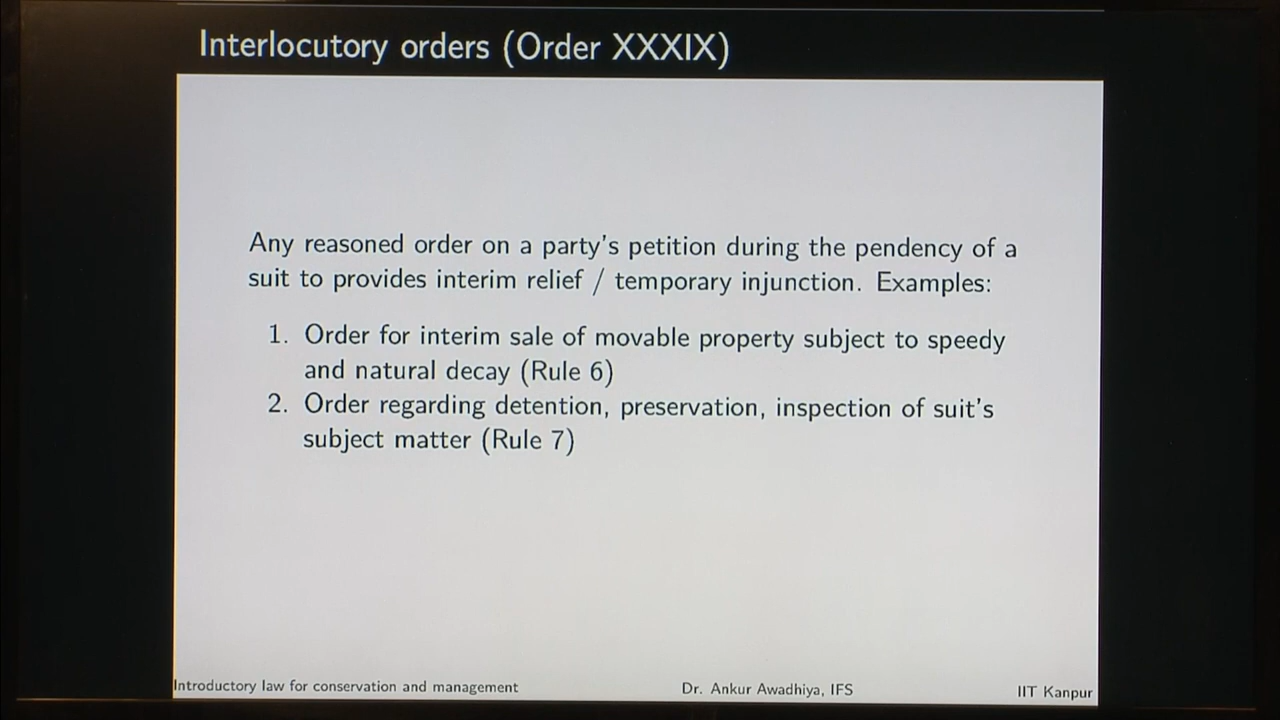 Interlocutory orders (Order XXXIX)
Any reasoned order on a party's petition during the pendency of a
suit to provides interim relief / temporary injunction. Examples:
1. Order for interim sale of movable property subject to speedy
and natural decay (Rule 6)
2. Order regarding detention, preservation, inspection of suit's
subject matter (Rule 7)
Introductory law for conservation and management Dr. Ankur Awadhiya, IFS IIT Kanpur